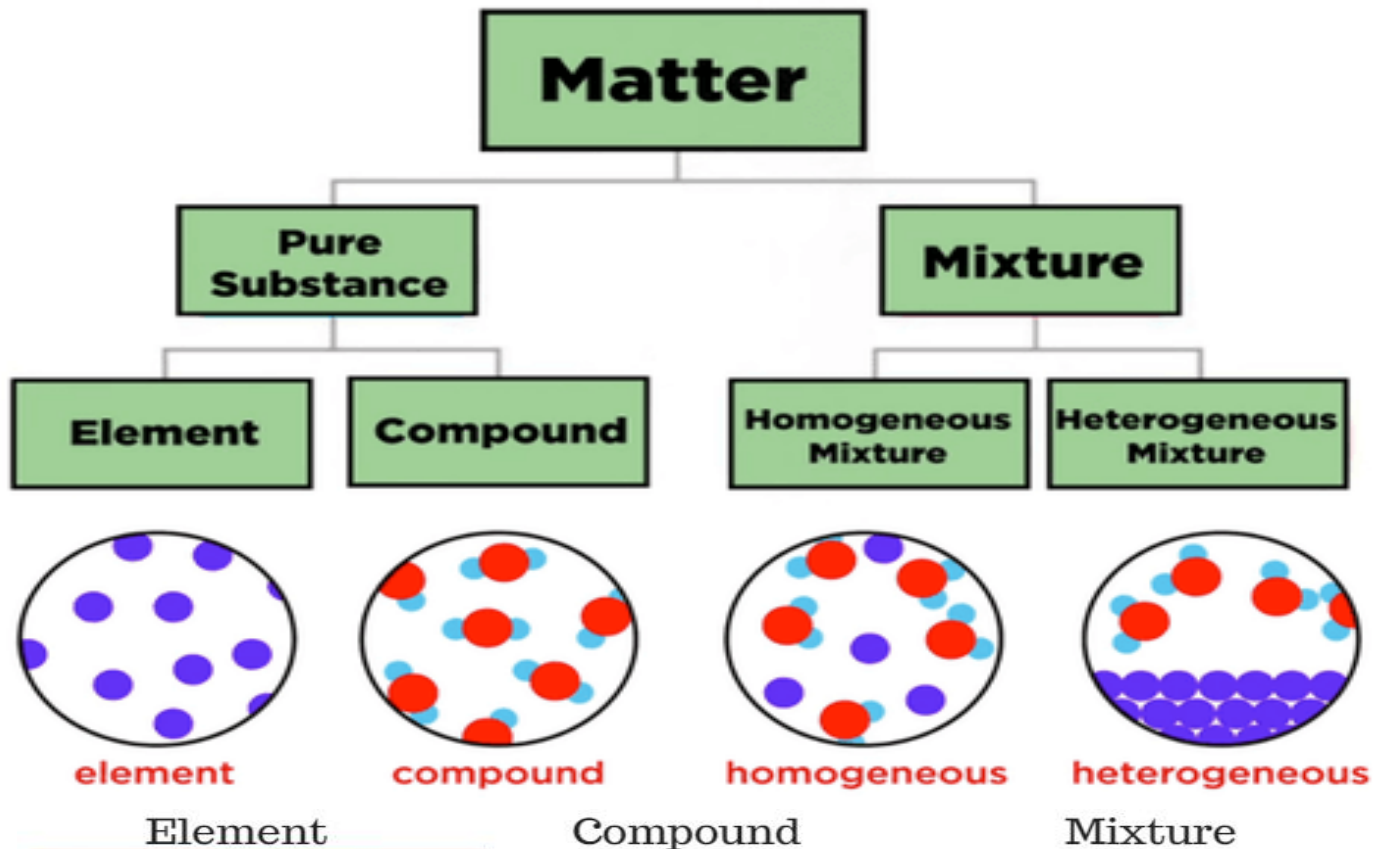 Matter
Pure
Substance
Mixture
Element
Compound
Homogeneous
Mixture
Heterogeneous
Mixture
element
compound
homogeneous
heterogeneous
Element
Compound
Mixture